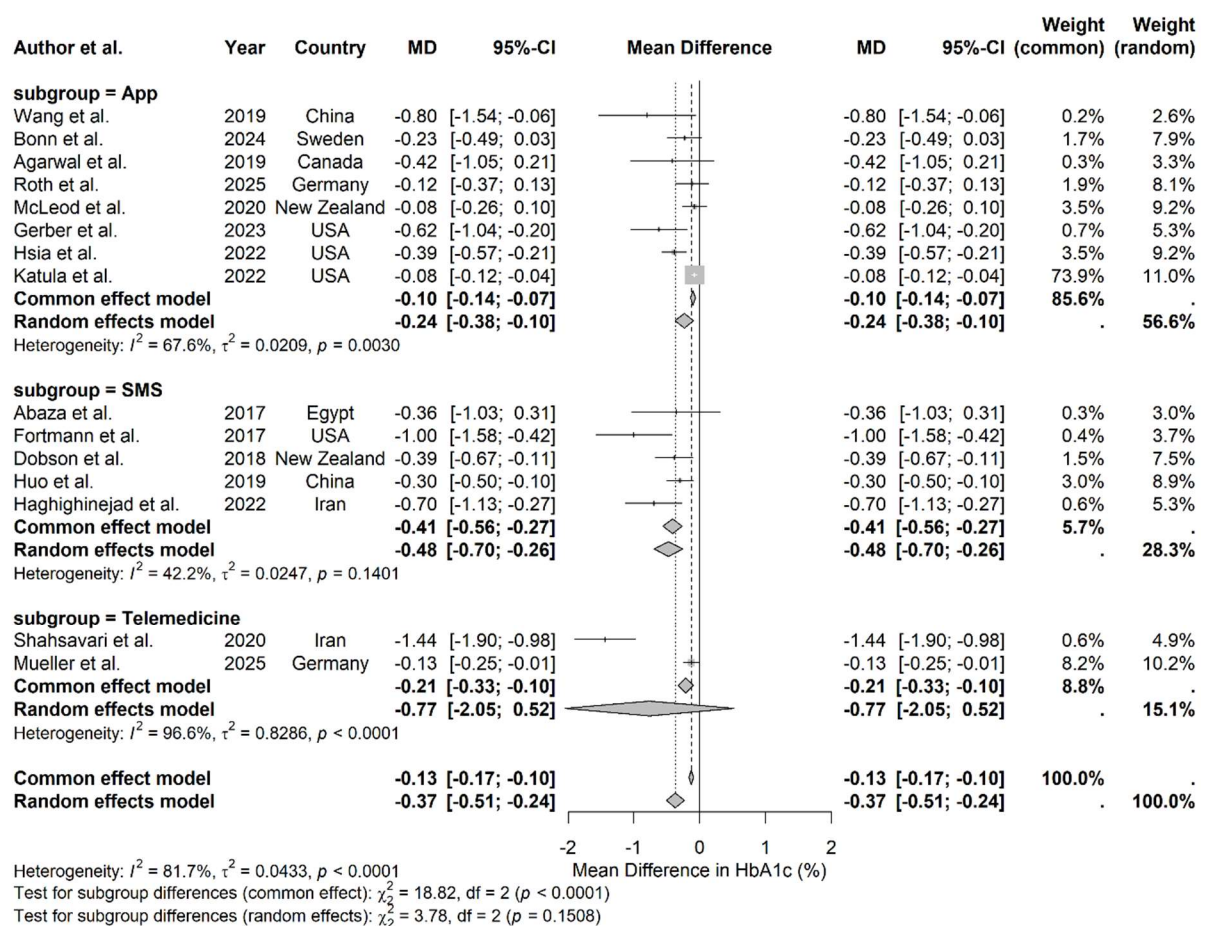 Weight Weight
Author et al. Year Country MD 95%-CI Mean Difference MD 95%-CI (common) (random)
subgroup = App
Wang et al. 2019 China -0.80 [-1.54; -0.06] -0.80 [-1.54; -0.06] 0.2% 2.6%
Bonn et al. 2024 Sweden -0.23 [-0.49; 0.03] -0.23 [-0.49; 0.03] 1.7% 7.9%
Agarwal et al. 2019 Canada -0.42 [-1.05; 0.21] -0.42 [-1.05; 0.21] 0.3% 3.3%
Roth et al. 2025 Germany -0.12 [-0.37; 0.13] -0.12 [-0.37; 0.13] 1.9% 8.1%
McLeod et al. 2020 New Zealand -0.08 [-0.26; 0.10] -0.08 [-0.26; 0.10] 3.5% 9.2%
Gerber et al. 2023 USA -0.62 [-1.04; -0.20] -0.62 [-1.04; -0.20] 0.7% 5.3%
Hsia et al. 2022 USA -0.39 [-0.57; -0.21] -0.39 [-0.57; -0.21] 3.5% 9.2%
Katula et al. 2022 USA -0.08 [-0.12; -0.04] -0.08 [-0.12; -0.04] 73.9% 11.0%
Common effect model -0.10 [-0.14; -0.07] -0.10 [-0.14; -0.07] 85.6% .
Random effects model -0.24 [-0.38; -0.10] -0.24 [-0.38; -0.10] . 56.6%
Heterogeneity: I² = 67.6%, τ² = 0.0209, p = 0.0030
subgroup = SMS
Abaza et al. 2017 Egypt -0.36 [-1.03; 0.31] -0.36 [-1.03; 0.31] 0.3% 3.0%
Fortmann et al. 2017 USA -1.00 [-1.58; -0.42] -1.00 [-1.58; -0.42] 0.4% 3.7%
Dobson et al. 2018 New Zealand -0.39 [-0.67; -0.11] -0.39 [-0.67; -0.11] 1.5% 7.5%
Huo et al. 2019 China -0.30 [-0.50; -0.10] -0.30 [-0.50; -0.10] 3.0% 8.9%
Haghighinejad et al. 2022 Iran -0.70 [-1.13; -0.27] -0.70 [-1.13; -0.27] 0.6% 5.3%
Common effect model -0.41 [-0.56; -0.27] -0.41 [-0.56; -0.27] 5.7% .
Random effects model -0.48 [-0.70; -0.26] -0.48 [-0.70; -0.26] . 28.3%
Heterogeneity: I² = 42.2%, τ² = 0.0247, p = 0.1401
subgroup = Telemedicine
Shahsavari et al. 2020 Iran -1.44 [-1.90; -0.98] -1.44 [-1.90; -0.98] 0.6% 4.9%
Mueller et al. 2025 Germany -0.13 [-0.25; -0.01] -0.13 [-0.25; -0.01] 8.2% 10.2%
Common effect model -0.21 [-0.33; -0.10] -0.21 [-0.33; -0.10] 8.8% .
Random effects model -0.77 [-2.05; 0.52] -0.77 [-2.05; 0.52] . 15.1%
Heterogeneity: I² = 96.6%, τ² = 0.8286, p < 0.0001
Common effect model -0.13 [-0.17; -0.10] -0.13 [-0.17; -0.10] 100.0% .
Random effects model -0.37 [-0.51; -0.24] -0.37 [-0.51; -0.24] . 100.0%
-2 -1 0 1 2
Mean Difference in HbA1c (%)
Heterogeneity: I² = 81.7%, τ² = 0.0433, p < 0.0001
Test for subgroup differences (common effect): χ²₂ = 18.82, df = 2 (p < 0.0001)
Test for subgroup differences (random effects): χ²₂ = 3.78, df = 2 (p = 0.1508)